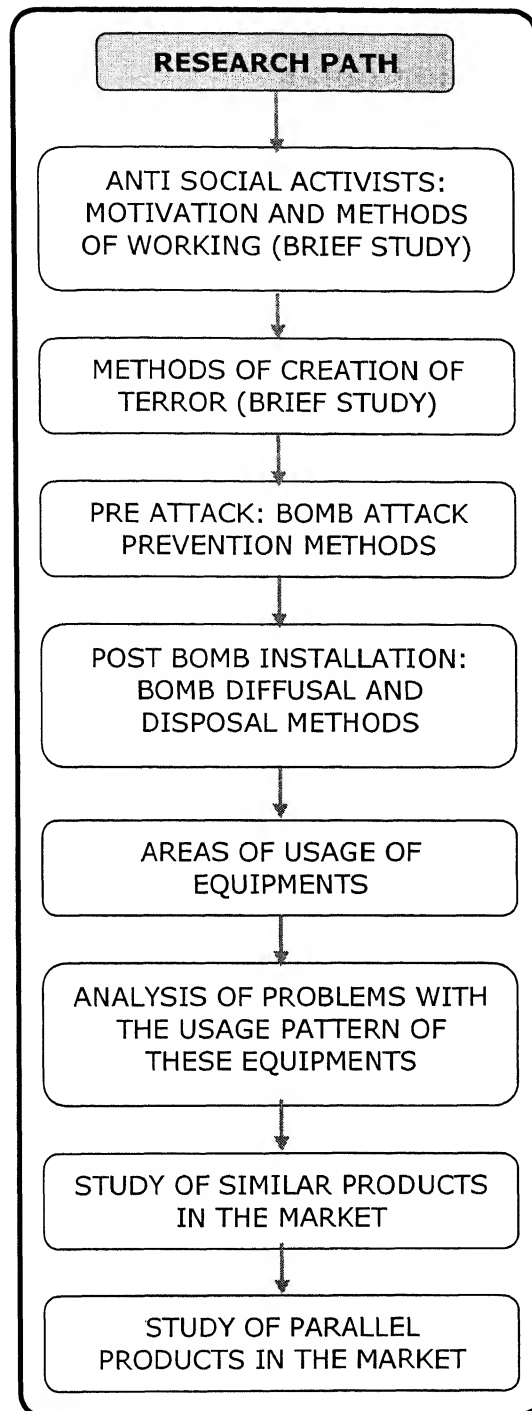 RESEARCH PATH
ANTI SOCIAL ACTIVISTS:
MOTIVATION AND METHODS
OF WORKING (BRIEF STUDY)
METHODS OF CREATION OF
TERROR (BRIEF STUDY)
PRE ATTACK: BOMB ATTACK
PREVENTION METHODS
POST BOMB INSTALLATION:
BOMB DIFFUSAL AND
DISPOSAL METHODS
AREAS OF USAGE OF
EQUIPMENTS
ANALYSIS OF PROBLEMS WITH
THE USAGE PATTERN OF
THESE EQUIPMENTS
STUDY OF SIMILAR PRODUCTS
IN THE MARKET
STUDY OF PARALLEL
PRODUCTS IN THE MARKET